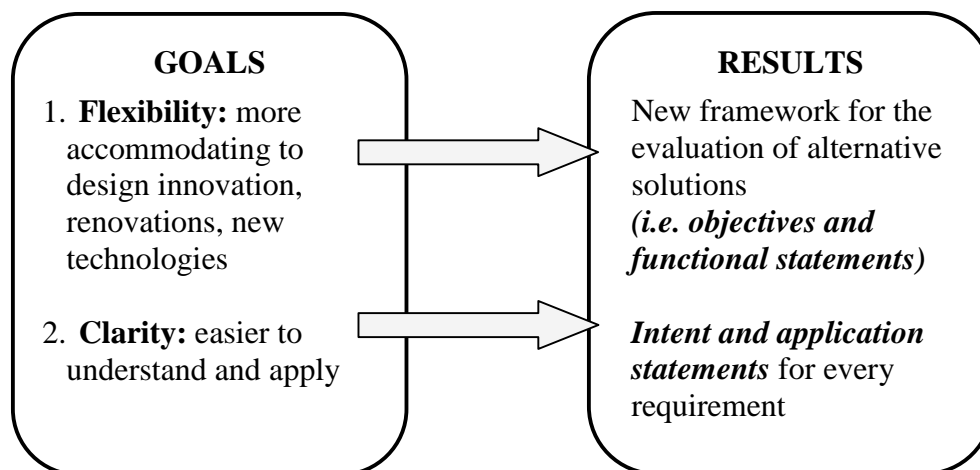 GOALS
1. Flexibility: more
accommodating to
design innovation,
renovations, new
technologies
2. Clarity: easier to
understand and apply
RESULTS
New framework for the
evaluation of alternative
solutions
(i.e. objectives and
functional statements)
Intent and application
statements for every
requirement